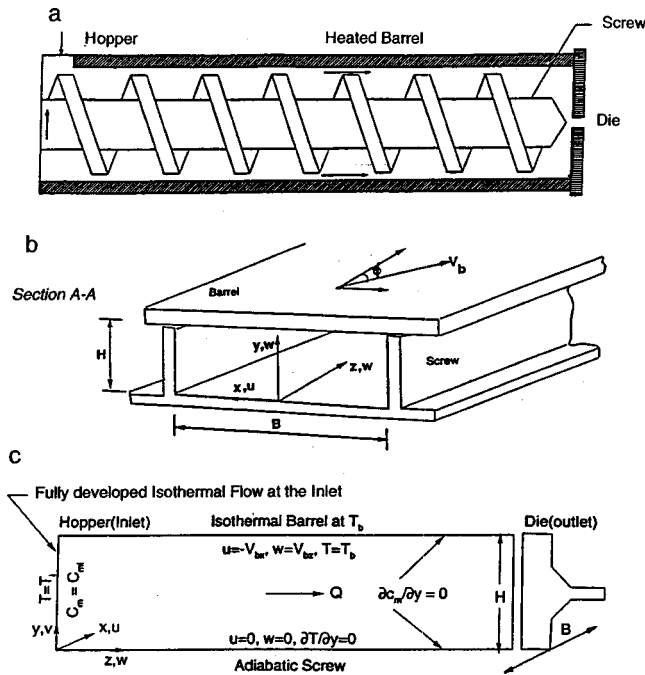 a
Hopper
Heated Barrel
Screw
Die
b
Section A-A
Barrel
ϕ
V_b
H
y,w
z,w
x,u
Screw
B
c
Fully developed Isothermal Flow at the Inlet
Hopper(Inlet)
Isothermal Barrel at T_b
Die(outlet)
u=-V_bx, w=V_bz, T=T_b
T=T_i
C_m = C_mi
Q
∂c_m/∂y = 0
H
y,v
x,u
u=0, w=0, ∂T/∂y=0
B
z,w
Adiabatic Screw